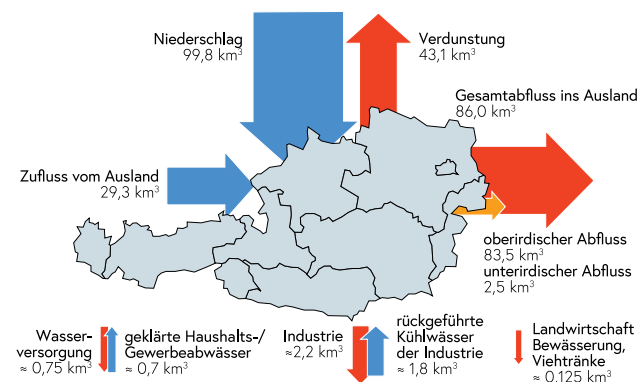 Niederschlag
99,8 km³
Verdunstung
43,1 km³
Gesamtabfluss ins Ausland
86,0 km³
Zufluss vom Ausland
29,3 km³
oberirdischer Abfluss
83,5 km³
unterirdischer Abfluss
2,5 km³
Wasser-
versorgung
≈ 0,75 km³
geklärte Haushalts-/
Gewerbeabwässer
≈ 0,7 km³
Industrie
≈2,2 km³
rückgeführte
Kühlwässer
der Industrie
≈ 1,8 km³
Landwirtschaft
Bewässerung,
Viehtränke
≈ 0,125 km³